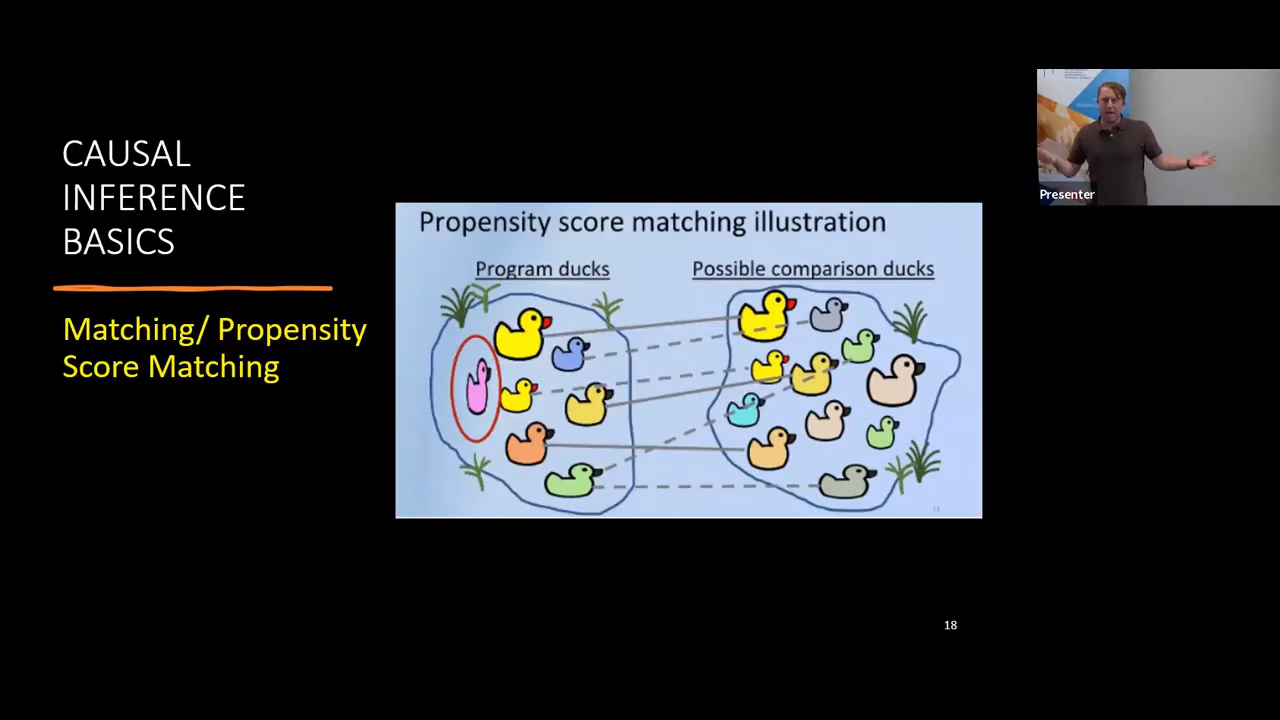 CAUSAL
INFERENCE
BASICS
Matching/ Propensity
Score Matching
Propensity score matching illustration
Program ducks
Possible comparison ducks
18
Presenter